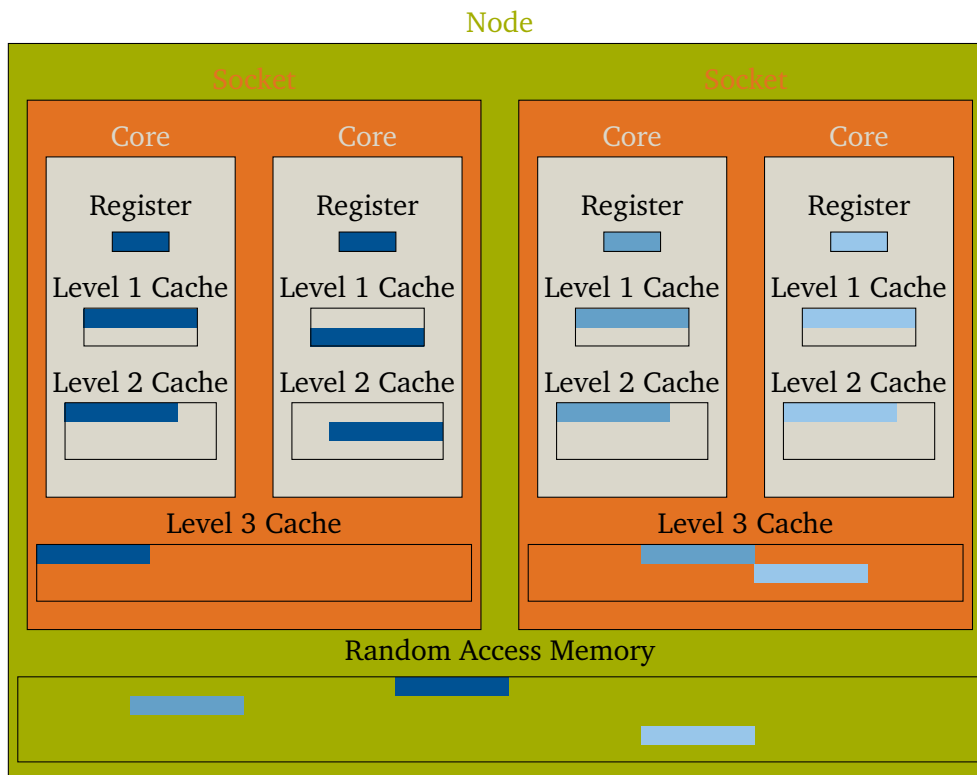 Node
Socket Socket
Core Core Core Core
Register Register Register Register
Level 1 Cache Level 1 Cache Level 1 Cache Level 1 Cache
Level 2 Cache Level 2 Cache Level 2 Cache Level 2 Cache
Level 3 Cache Level 3 Cache
Random Access Memory